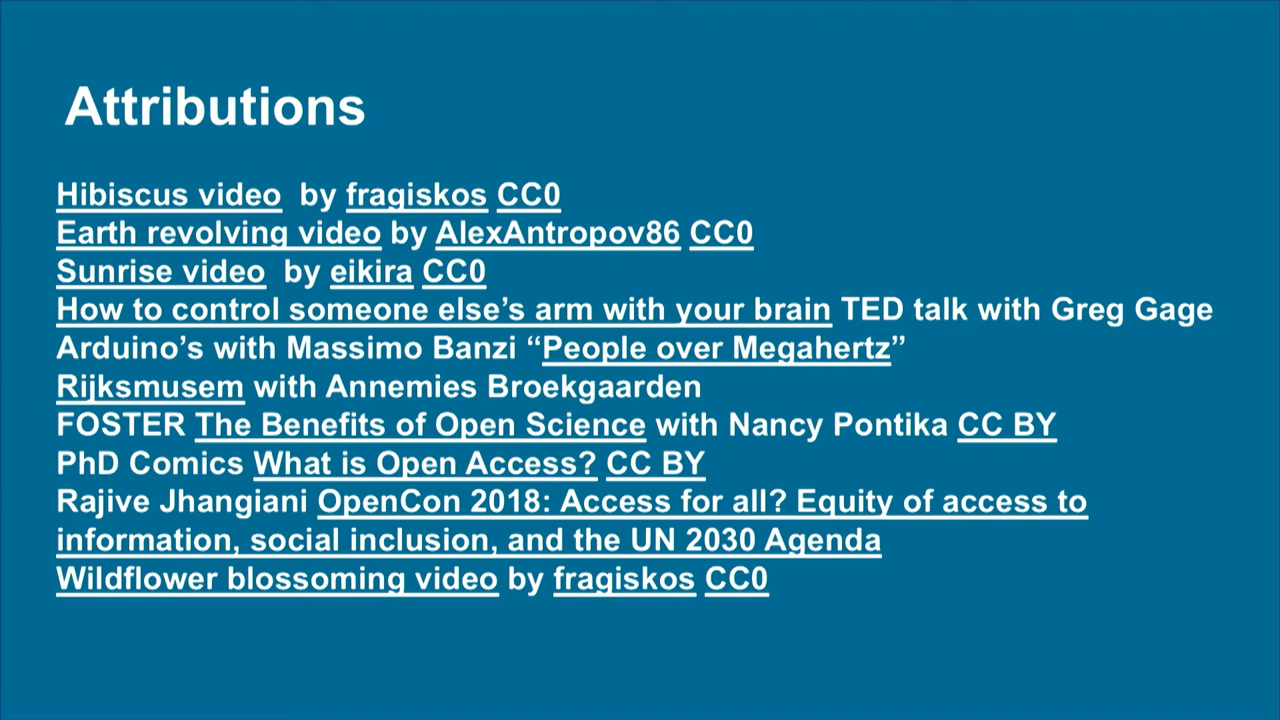 Attributions
Hibiscus video  by fragiskos CC0
Earth revolving video by AlexAntropov86 CC0
Sunrise video  by eikira CC0
How to control someone else’s arm with your brain TED talk with Greg Gage
Arduino’s with Massimo Banzi “People over Megahertz”
Rijksmusem with Annemies Broekgaarden
FOSTER The Benefits of Open Science with Nancy Pontika CC BY
PhD Comics What is Open Access? CC BY
Rajive Jhangiani OpenCon 2018: Access for all? Equity of access to
information, social inclusion, and the UN 2030 Agenda
Wildflower blossoming video by fragiskos CC0